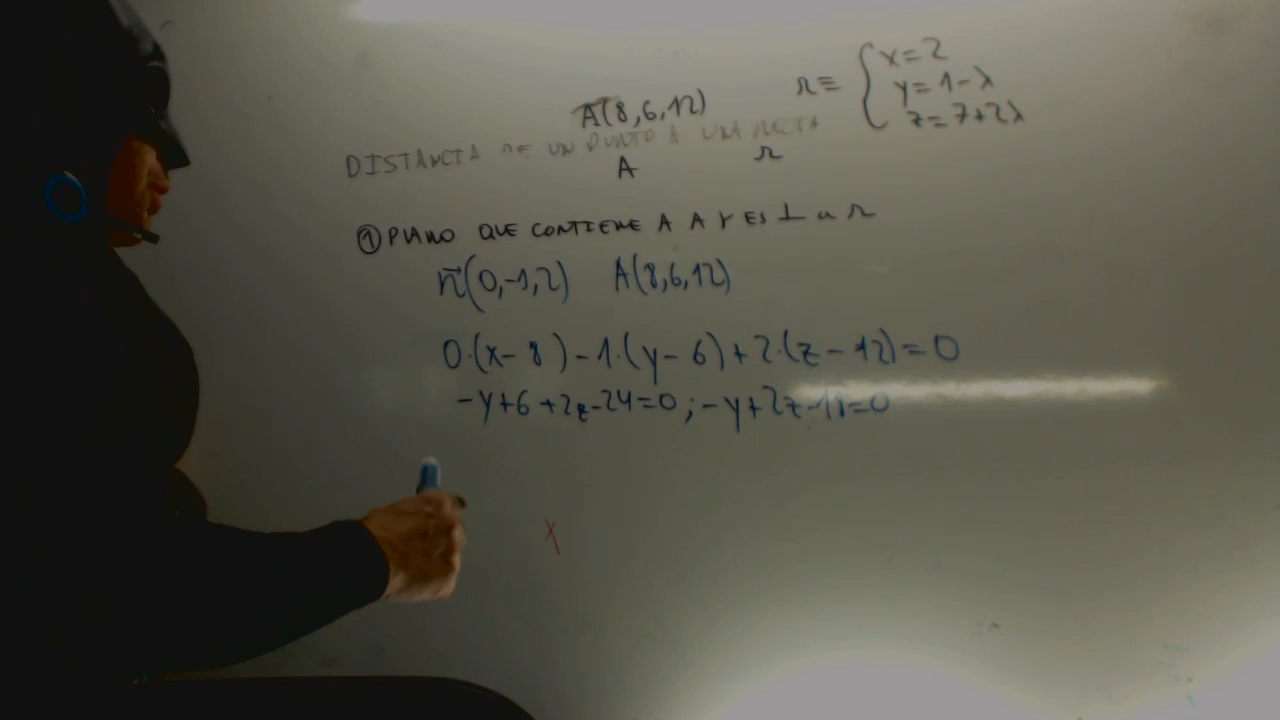 A(8,6,12) r≡ { x=2
y=1-λ
z=7+2λ
DISTANCIA DE UN PUNTO A UNA RECTA
A r
① PLANO QUE CONTIENE A A Y ES ⊥ a r
n⃗(0,-1,2) A(8,6,12)
0·(x-8)-1·(y-6)+2·(z-12)=0
-y+6+2z-24=0; -y+2z-18=0